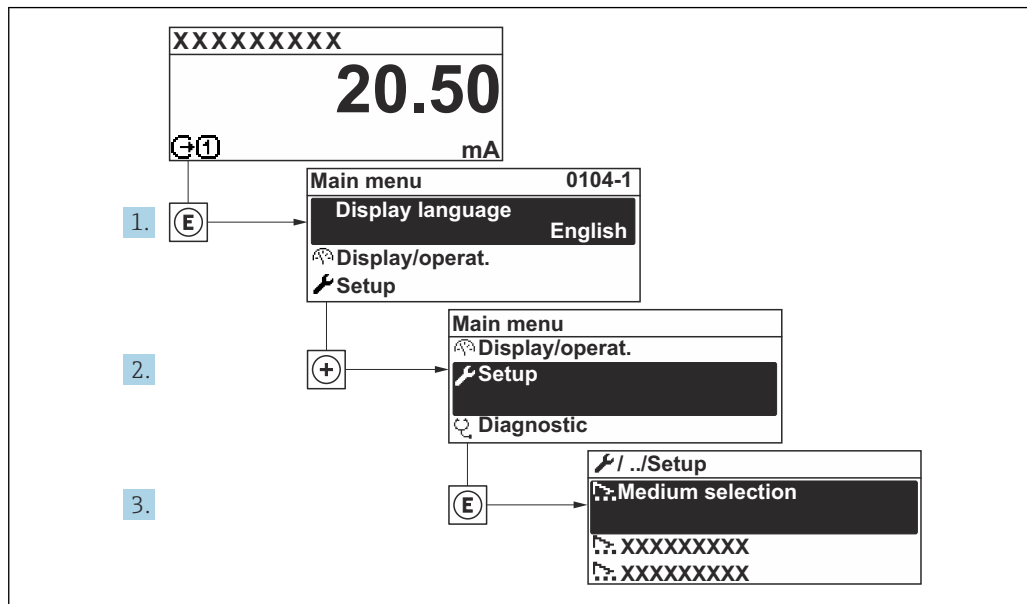 XXXXXXXXX
20.50
1
mA
1.
E
Main menu 0104-1
Display language
English
Display/operat.
Setup
2.
+
Main menu
Display/operat.
Setup
Diagnostic
3.
E
/ ../Setup
Medium selection
XXXXXXXXX
XXXXXXXXX